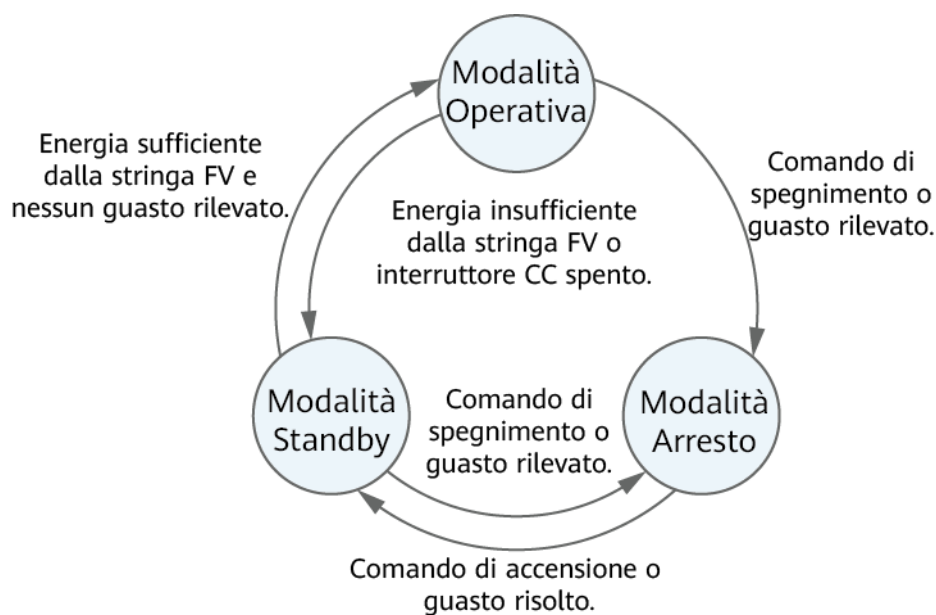 Modalità
Operativa
Energia sufficiente
dalla stringa FV e
nessun guasto rilevato.
Comando di
spegnimento o
guasto rilevato.
Energia insufficiente
dalla stringa FV o
interruttore CC spento.
Modalità
Standby
Comando di
spegnimento o
guasto rilevato.
Modalità
Arresto
Comando di accensione o
guasto risolto.